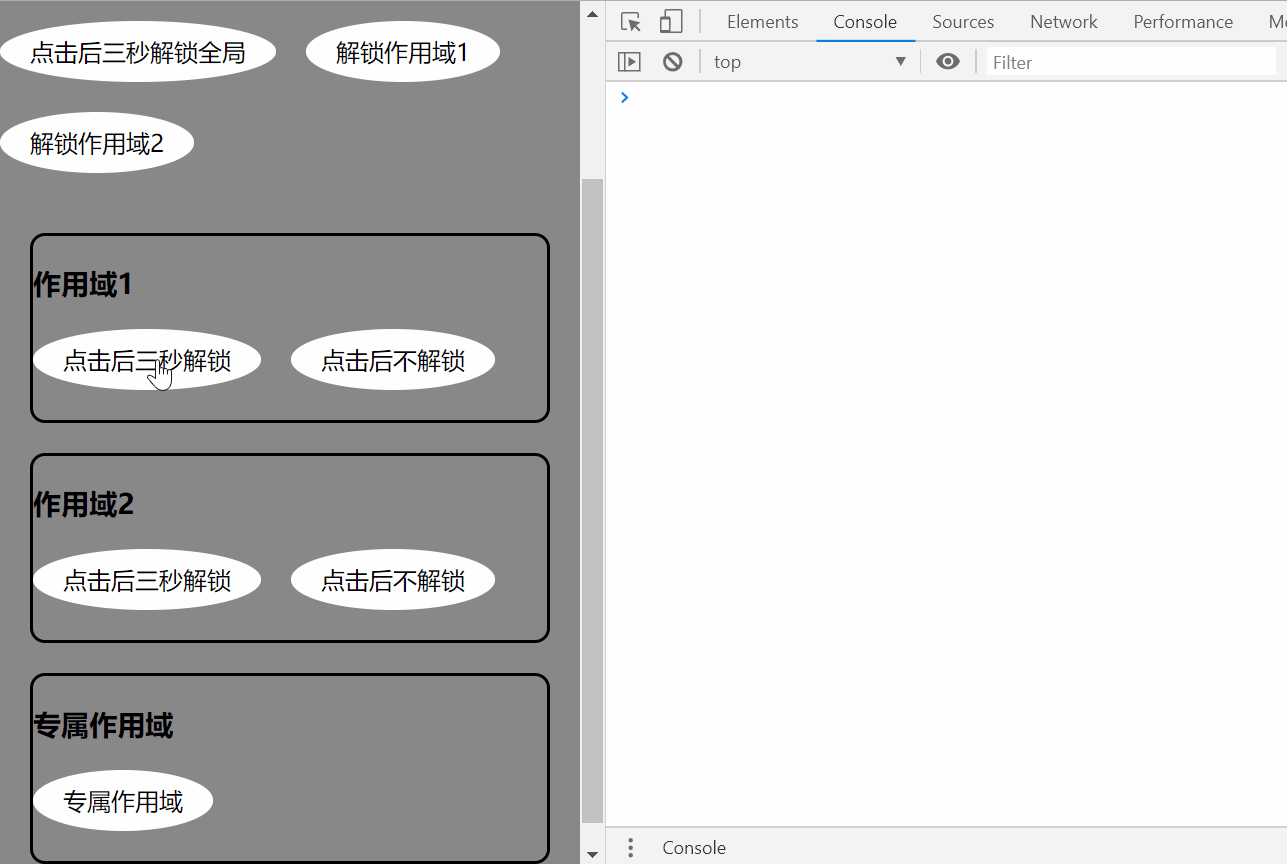 点击后三秒解锁全局 解锁作用域1
解锁作用域2
作用域1
点击后三秒解锁 点击后不解锁
作用域2
点击后三秒解锁 点击后不解锁
专属作用域
专属作用域
Elements Console Sources Network Performance
top Filter
Console